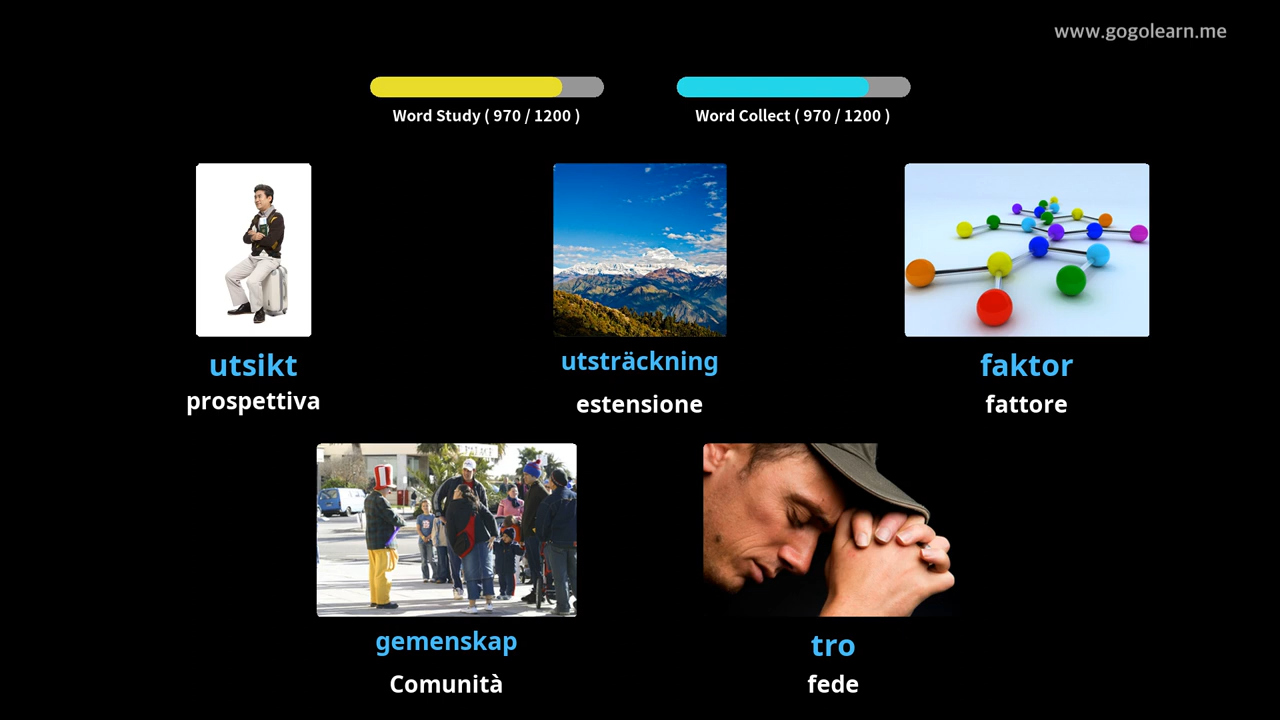 www.gogolearn.me
Word Study ( 970 / 1200 )
Word Collect ( 970 / 1200 )
utsikt
prospettiva
utsträckning
estensione
faktor
fattore
gemenskap
Comunità
tro
fede